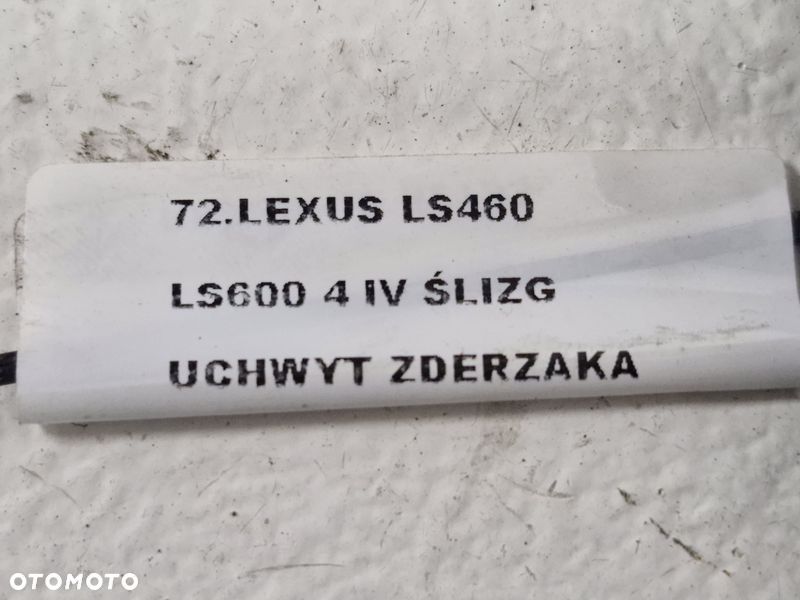 72.LEXUS LS460
LS600 4 IV ŚLIZG
UCHWYT ZDERZAKA
OTOMOTO